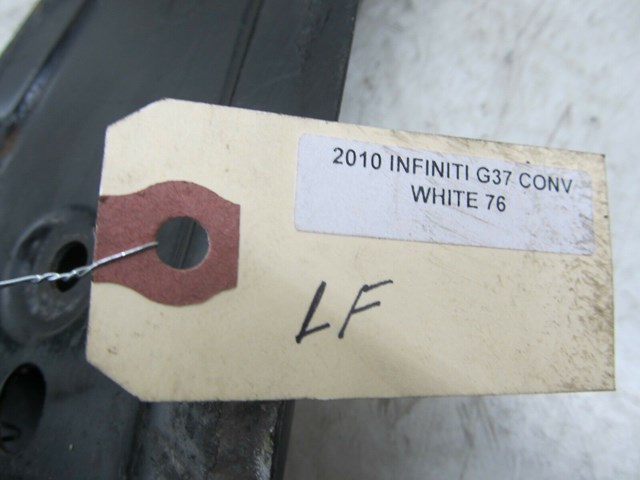 2010 INFINITI G37 CONV
WHITE 76
LF